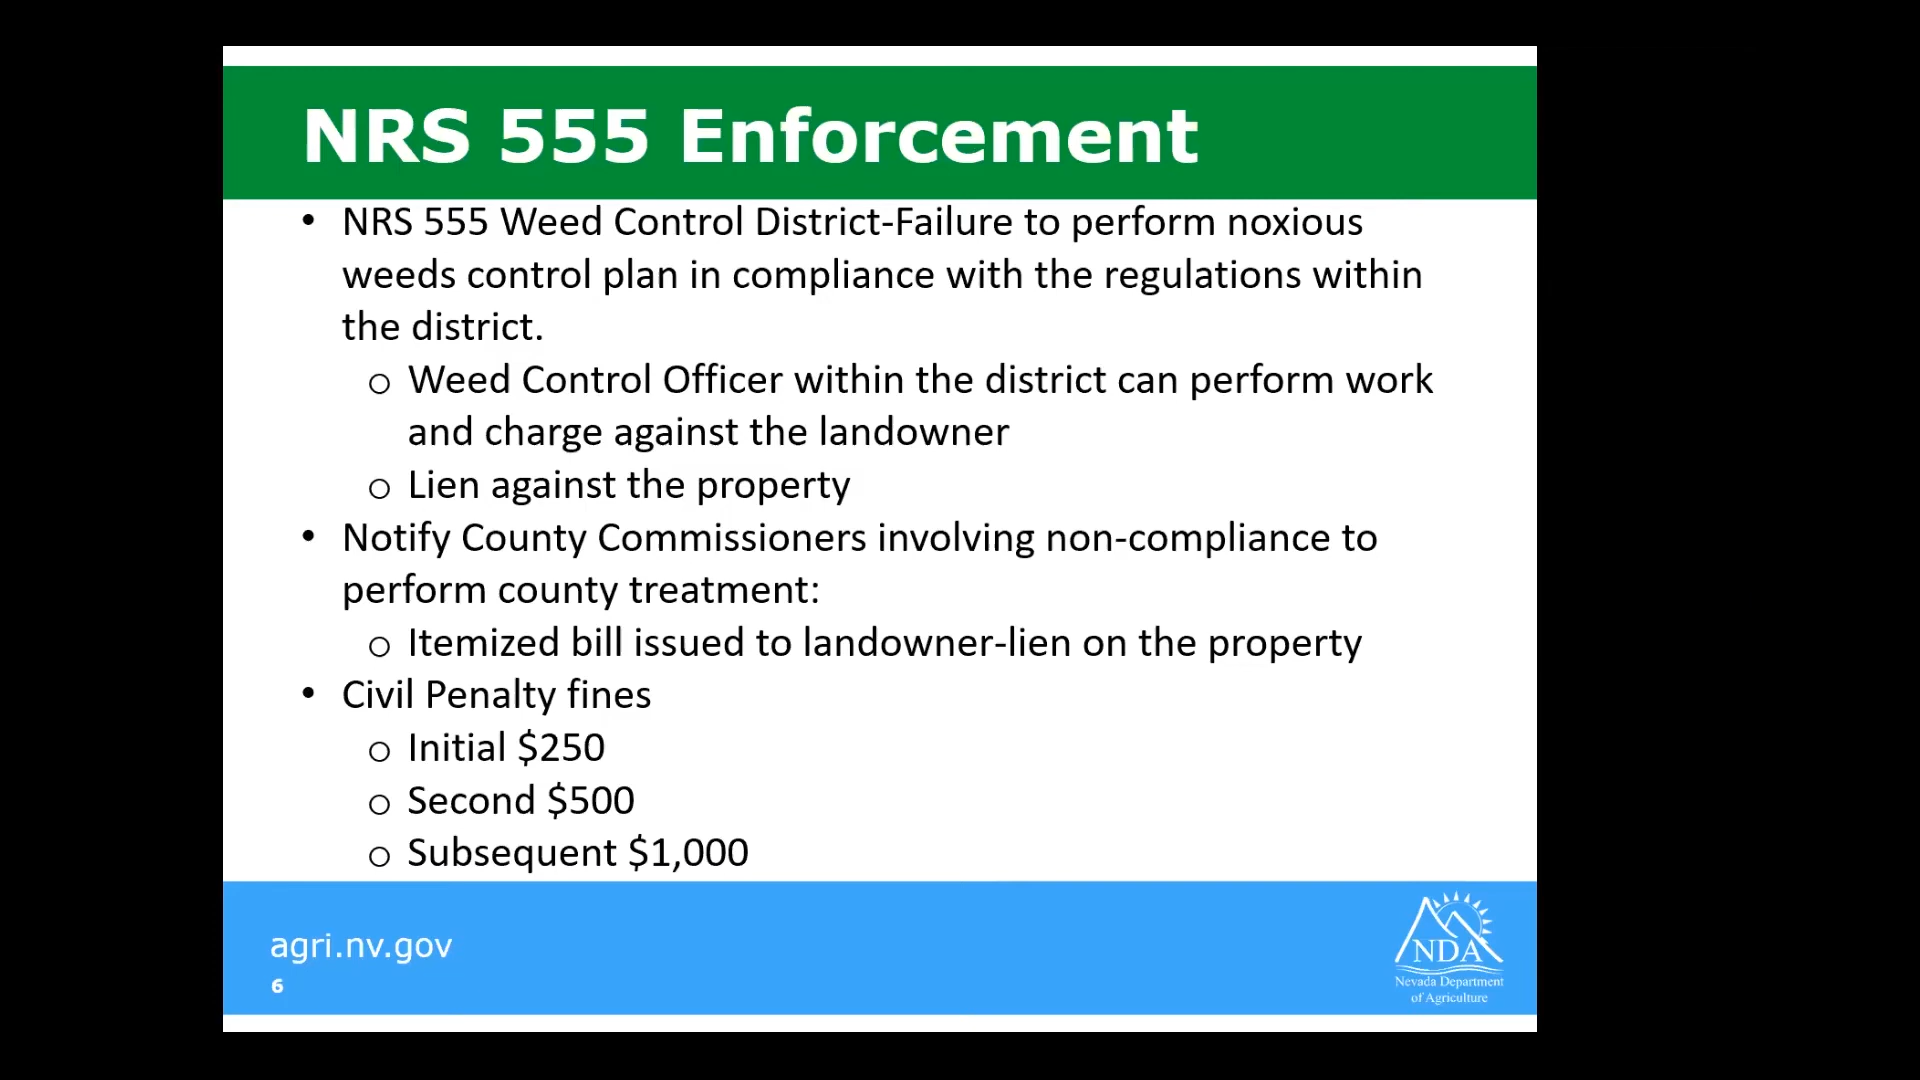 NRS 555 Enforcement
• NRS 555 Weed Control District-Failure to perform noxious
weeds control plan in compliance with the regulations within
the district.
o Weed Control Officer within the district can perform work
and charge against the landowner
o Lien against the property
• Notify County Commissioners involving non-compliance to
perform county treatment:
o Itemized bill issued to landowner-lien on the property
• Civil Penalty fines
o Initial $250
o Second $500
o Subsequent $1,000
agri.nv.gov
6
NDA
Nevada Department
of Agriculture